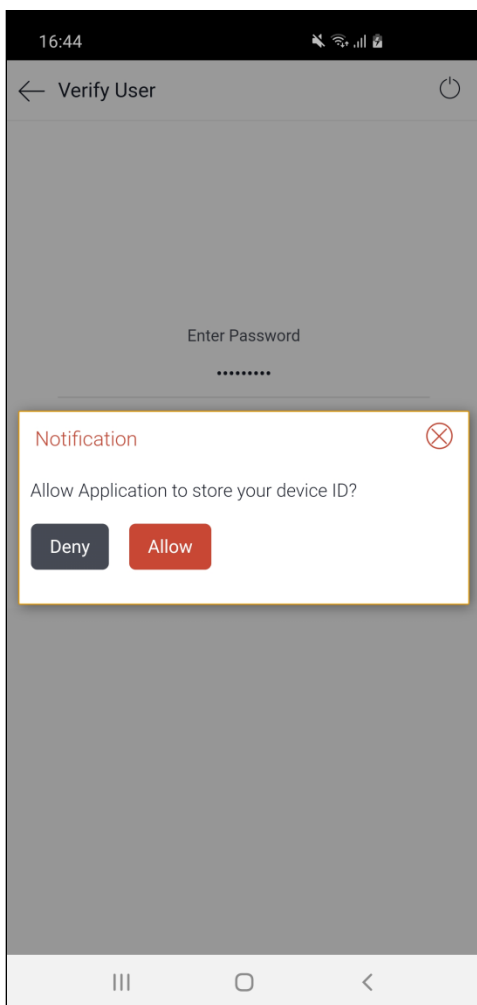 16:44
Verify User
Enter Password
•••••••••
Notification
Allow Application to store your device ID?
Deny
Allow